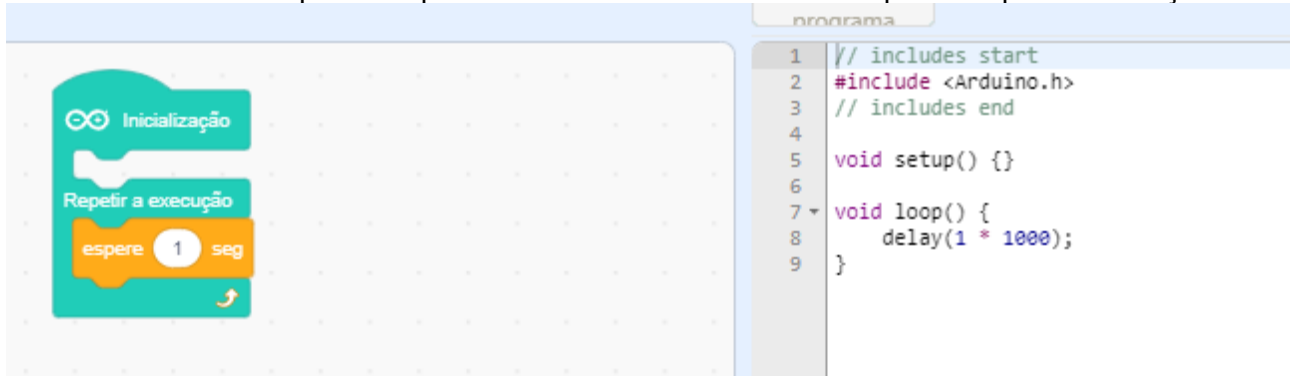 programa
Inicialização
Repetir a execução
espere 1 seg
1 // includes start
2 #include <Arduino.h>
3 // includes end
4
5 void setup() {}
6
7 void loop() {
8 delay(1 * 1000);
9 }